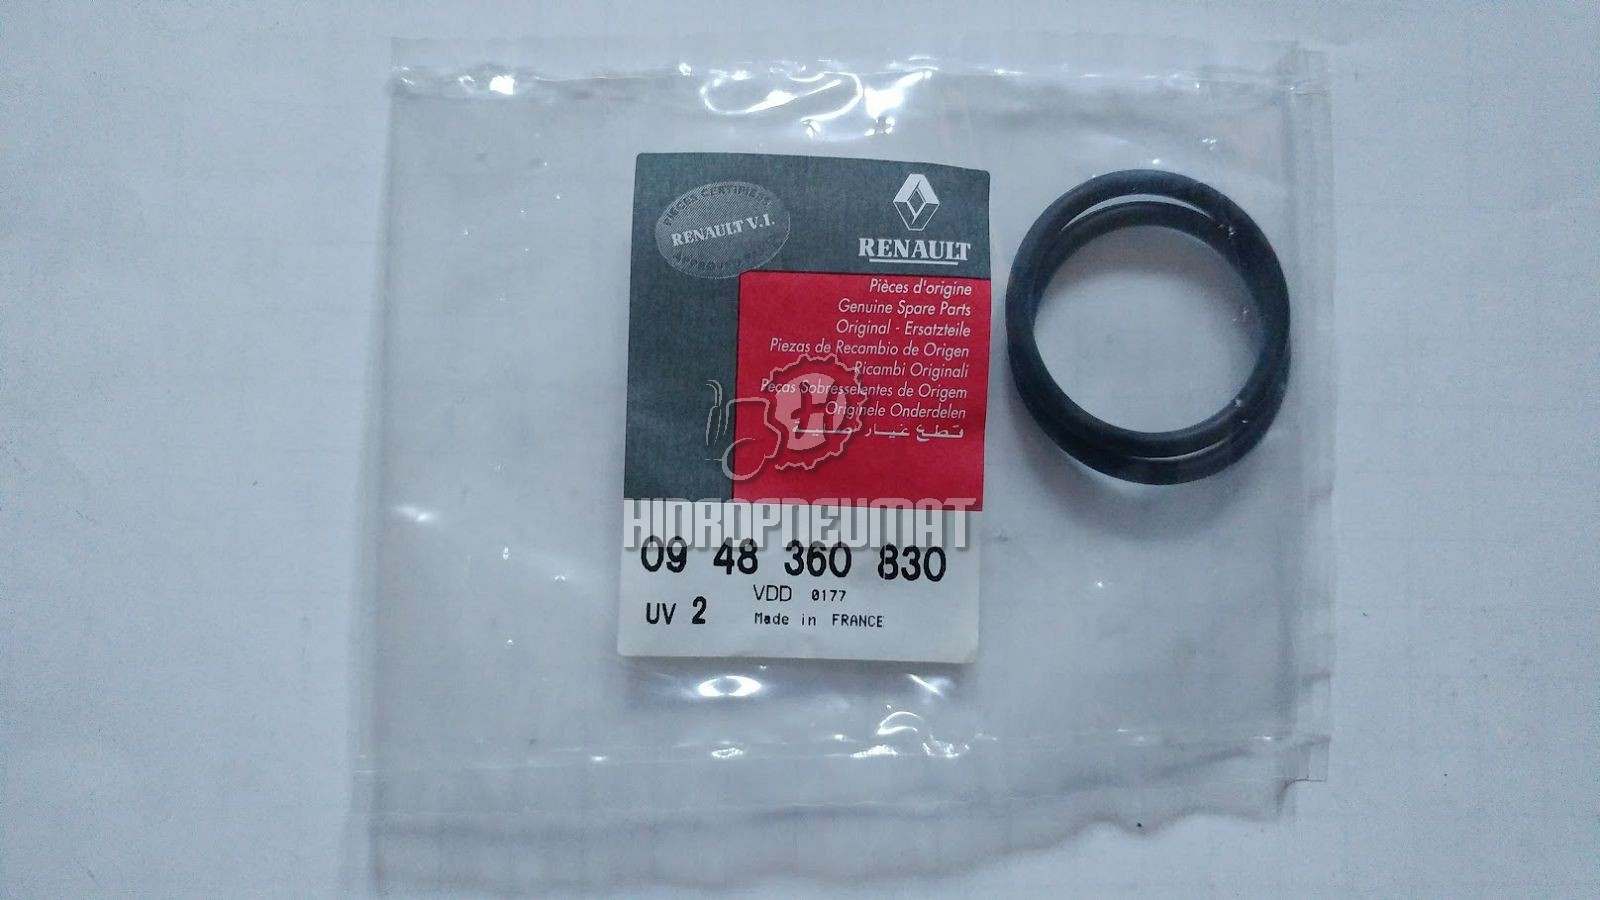 PIÈCES CERTIFIÉES
RENAULT V.I.
APPROVED
RENAULT
Pièces d'origine
Genuine Spare Parts
Original - Ersatzteile
Piezas de Recambio de Origen
Ricambi Originali
Peças Sobresselentes de Origem
Originele Onderdelen
قطع غيار أصلية
HIDROPNEUMAT
09 48 360 830
VDD 0177
UV 2
Made in FRANCE